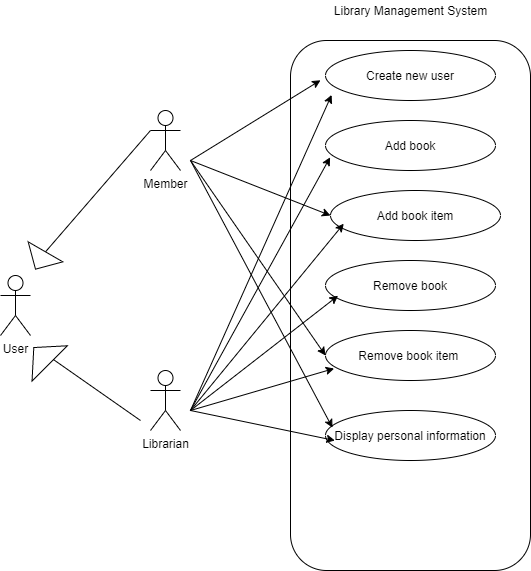 Library Management System
Create new user
Add book
Member
Add book item
Remove book
User
Remove book item
Librarian
Display personal information